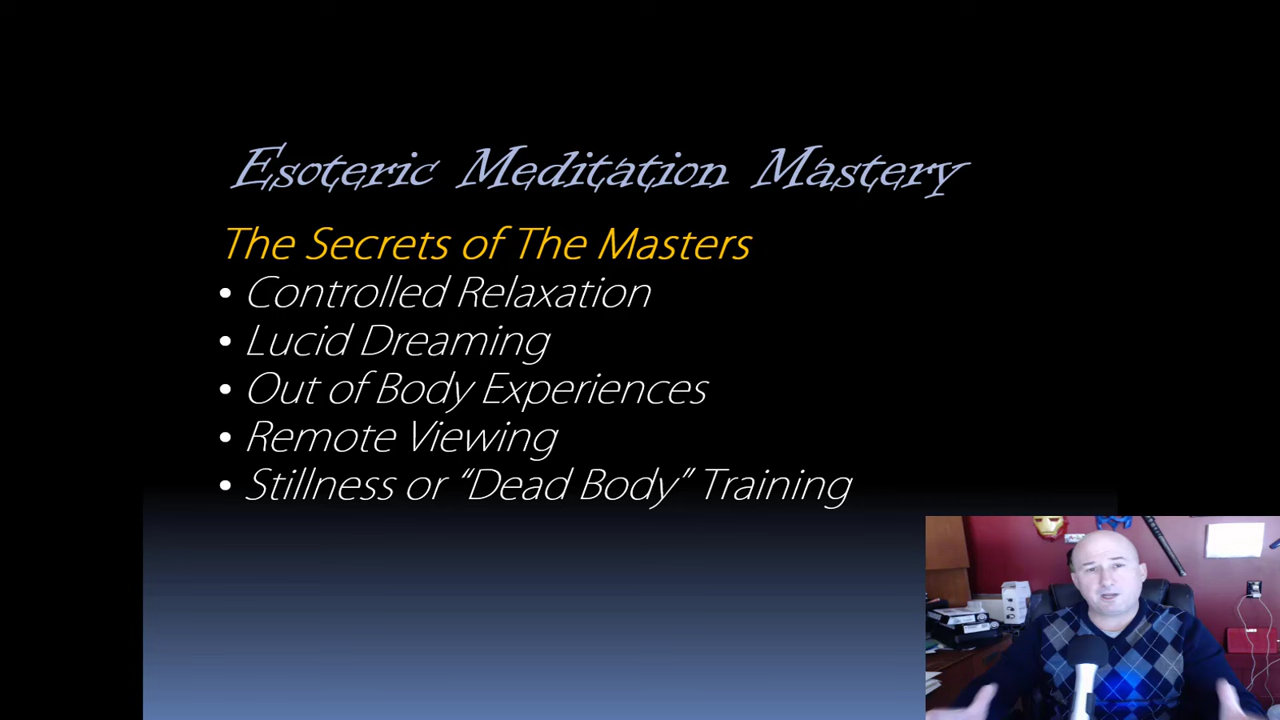 Esoteric Meditation Mastery
The Secrets of The Masters
• Controlled Relaxation
• Lucid Dreaming
• Out of Body Experiences
• Remote Viewing
• Stillness or “Dead Body” Training